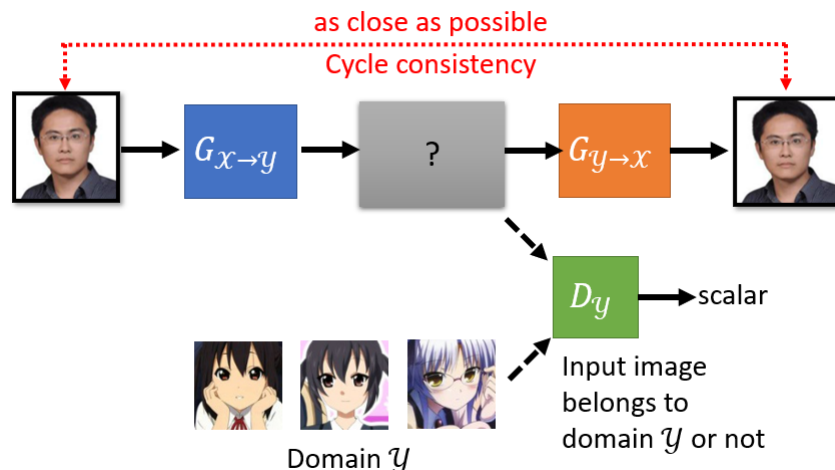 as close as possible
Cycle consistency
G𝒳→𝒴
?
G𝒴→𝒳
D𝒴
scalar
Input image
belongs to
domain 𝒴 or not
Domain 𝒴